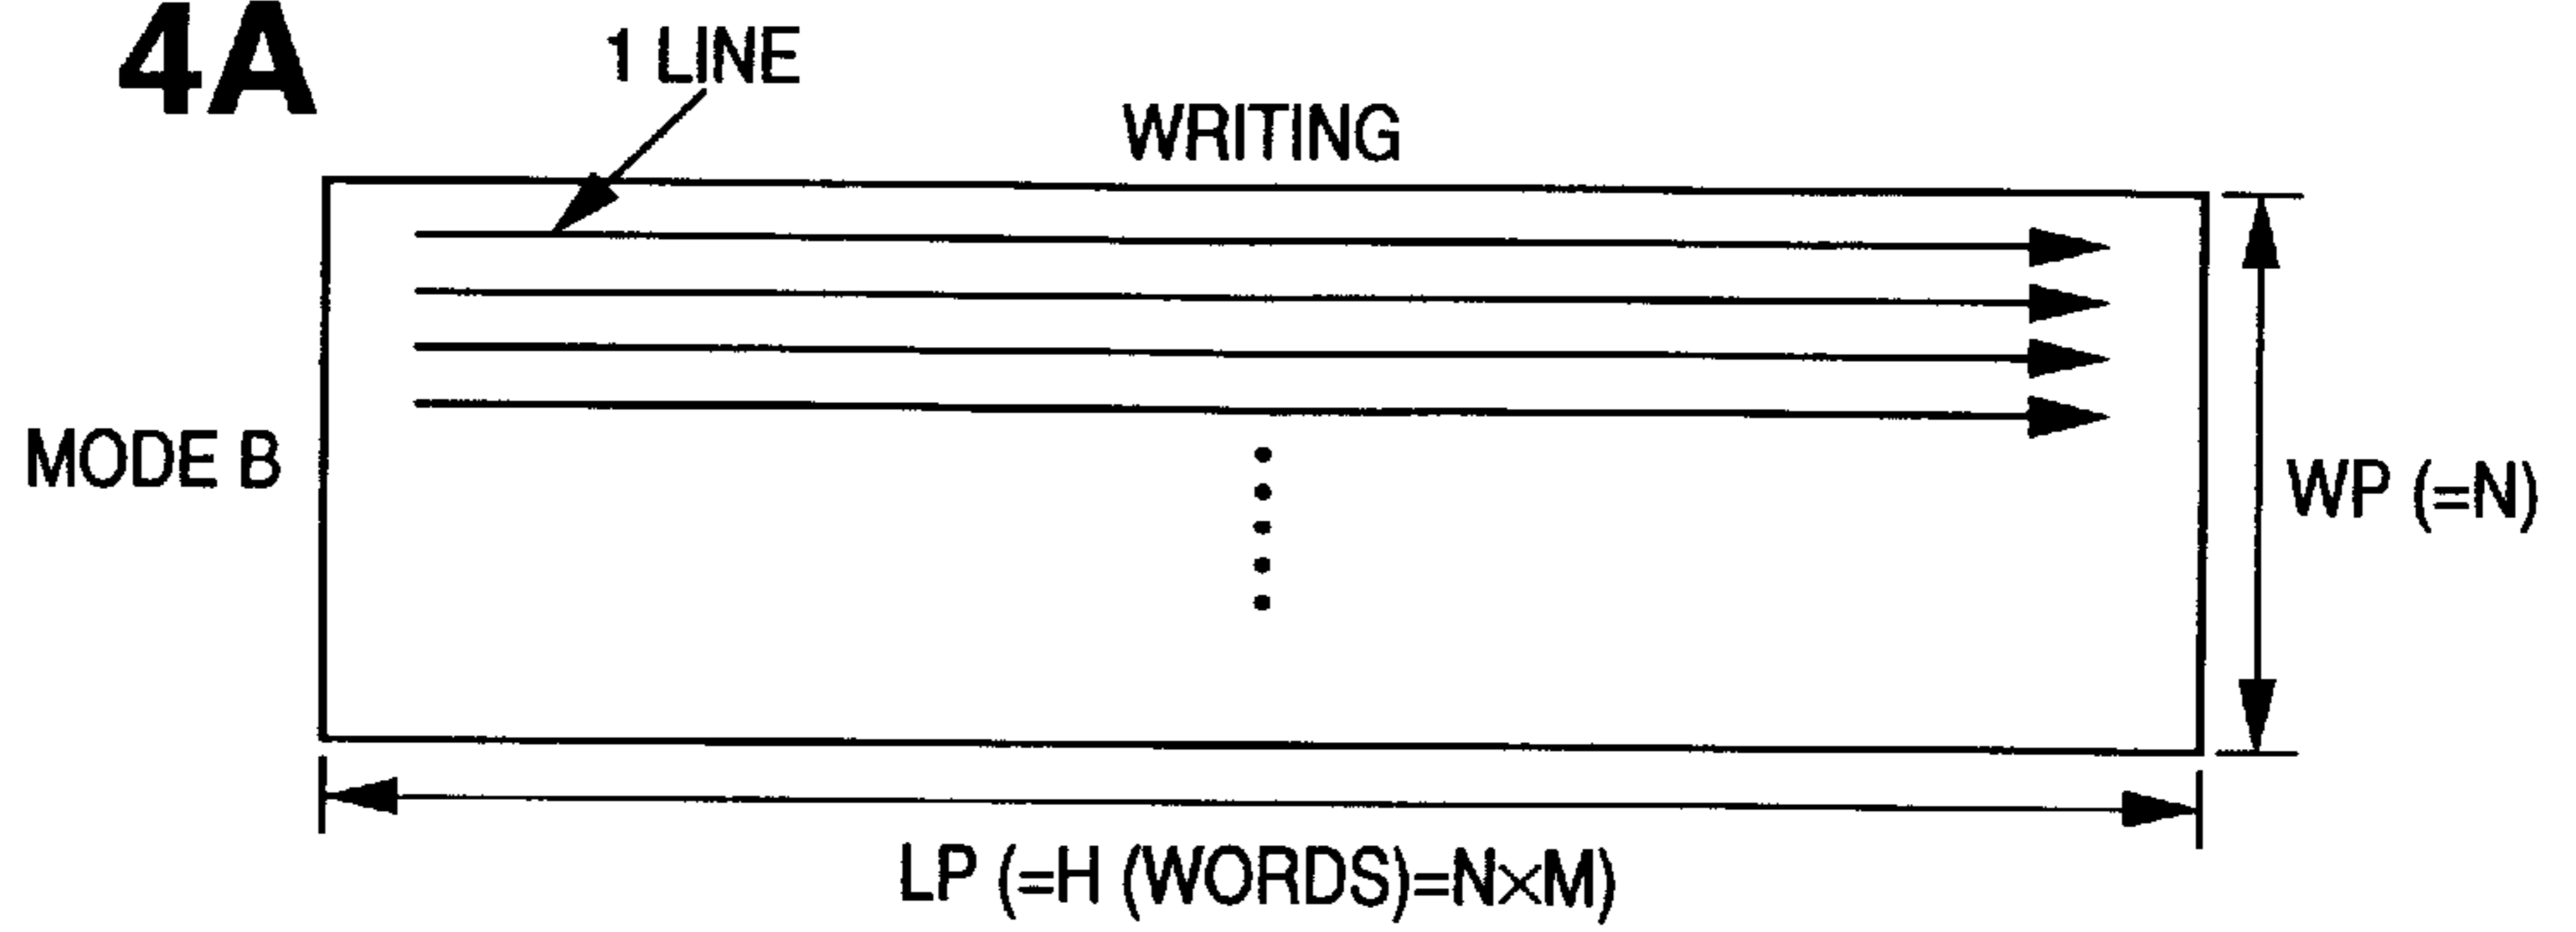 4A
1 LINE
WRITING
MODE B
WP (=N)
LP (=H (WORDS)=N×M)